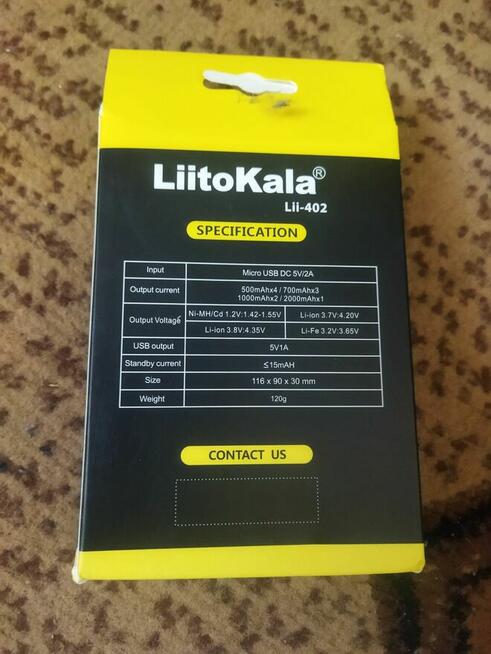 LiitoKala®
Lii-402
SPECIFICATION
Input Micro USB DC 5V/2A
Output current 500mAhx4 / 700mAhx3
1000mAhx2 / 2000mAhx1
Output Voltage Ni-MH/Cd 1.2V:1.42-1.55V Li-ion 3.7V:4.20V
Li-ion 3.8V:4.35V Li-Fe 3.2V:3.65V
USB output 5V1A
Standby current ≤15mAH
Size 116 x 90 x 30 mm
Weight 120g
CONTACT US